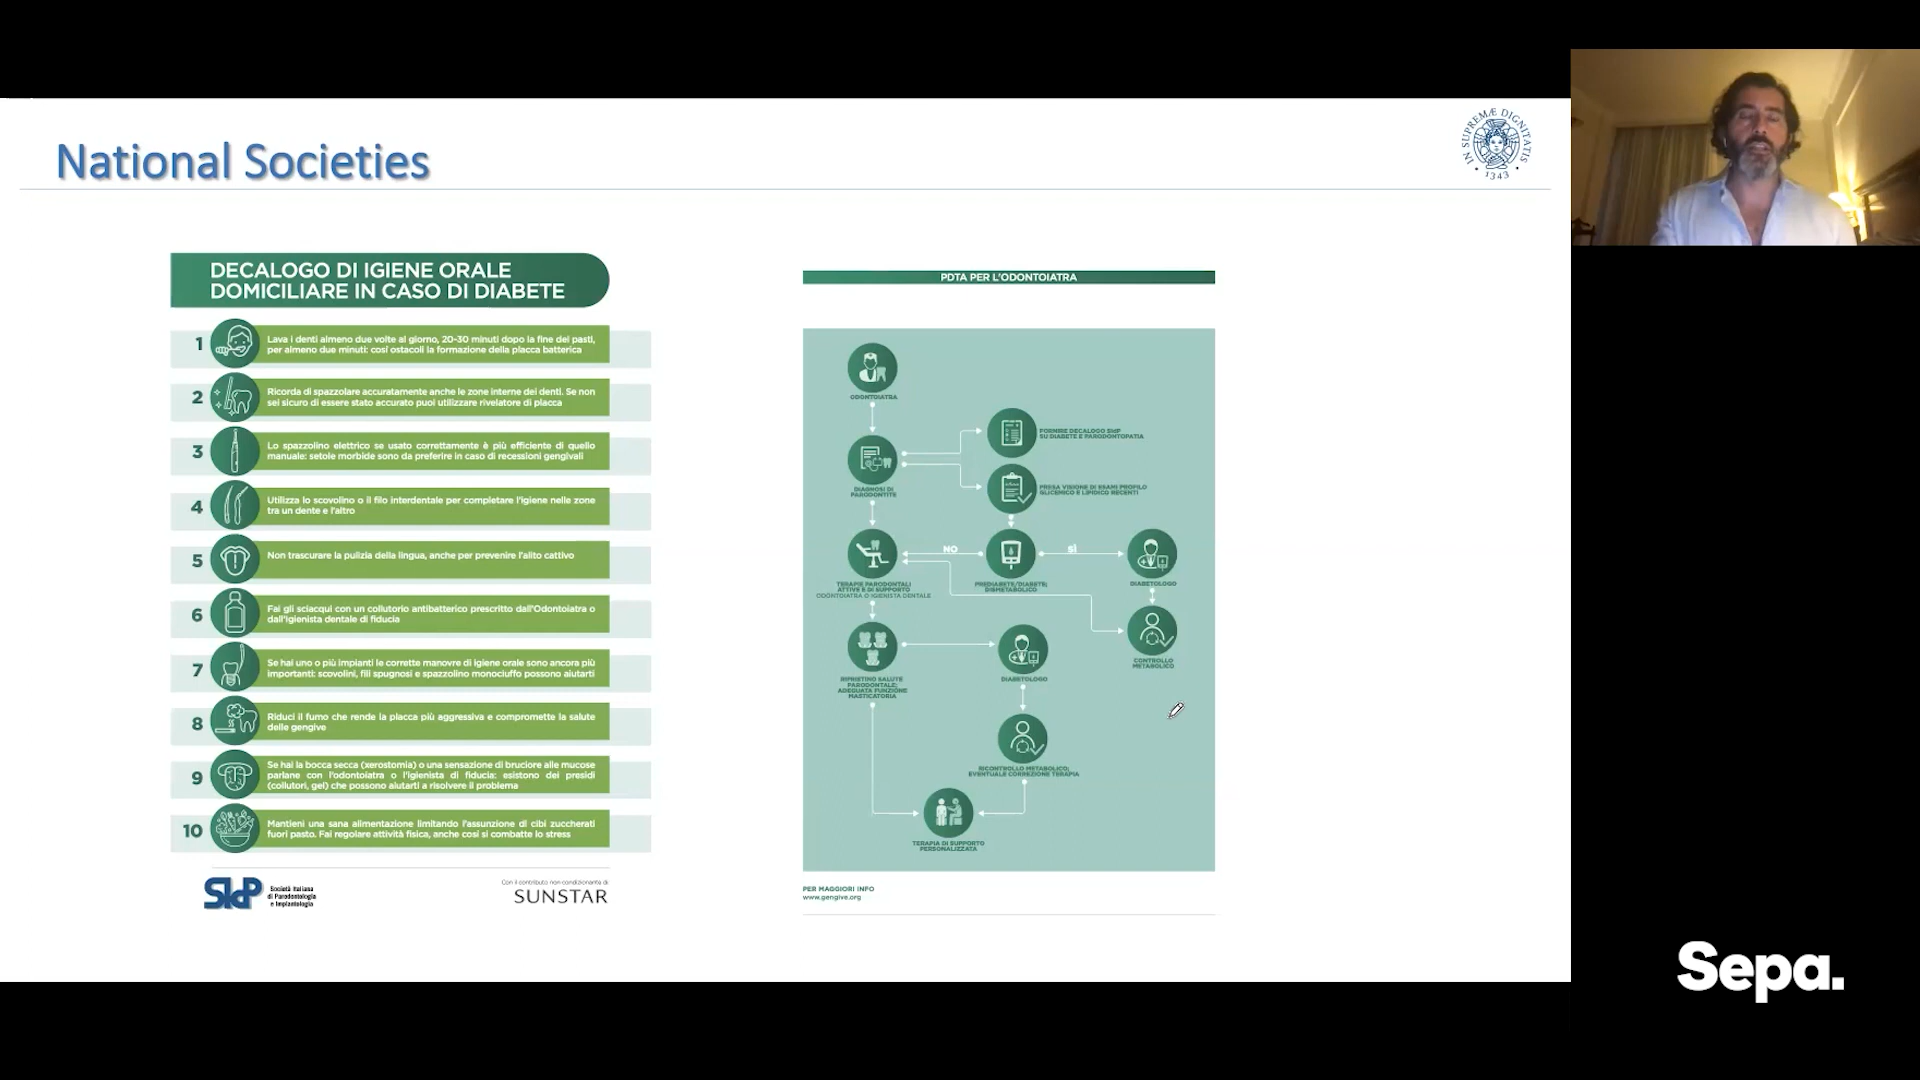 National Societies
IN SUPREMÆ DIGNITATIS
1343
DECALOGO DI IGIENE ORALE
DOMICILIARE IN CASO DI DIABETE
1
Lava i denti almeno due volte al giorno, 20-30 minuti dopo la fine dei pasti,
per almeno due minuti: così ostacoli la formazione della placca batterica
2
Ricorda di spazzolare accuratamente anche le zone interne dei denti. Se non
sei sicuro di essere stato accurato puoi utilizzare rivelatore di placca
3
Lo spazzolino elettrico se usato correttamente è più efficiente di quello
manuale: setole morbide sono da preferire in caso di recessioni gengivali
4
Utilizza lo scovolino o il filo interdentale per completare l'igiene nelle zone
tra un dente e l'altro
5
Non trascurare la pulizia della lingua, anche per prevenire l'alito cattivo
6
Fai gli sciacqui con un collutorio antibatterico prescritto dall'Odontoiatra o
dall'Igienista dentale di fiducia
7
Se hai uno o più impianti le corrette manovre di igiene orale sono ancora più
importanti: scovolini, fili spugnosi e spazzolino monociuffo possono aiutarti
8
Riduci il fumo che rende la placca più aggressiva e compromette la salute
delle gengive
9
Se hai la bocca secca (xerostomia) o una sensazione di bruciore alle mucose
parlane con l'odontoiatra o l'igienista di fiducia: esistono dei presidi
(collutori, gel) che possono aiutarti a risolvere il problema
10
Mantieni una sana alimentazione limitando l'assunzione di cibi zuccherati
fuori pasto. Fai regolare attività fisica, anche così si combatte lo stress
SIdP
Società Italiana
di Parodontologia
e Implantologia
Con il contributo non condizionante di
SUNSTAR
PDTA PER L'ODONTOIATRA
ODONTOIATRA
FORNIRE DECALOGO SIdP
SU DIABETE E PARODONTOPATIA
DIAGNOSI DI
PARODONTITE
PRESA VISIONE DI ESAMI PROFILO
GLICEMICO E LIPIDICO RECENTI
NO
SÌ
TERAPIE PARODONTALI
ATTIVE E DI SUPPORTO
ODONTOIATRA O IGIENISTA DENTALE
PREDIABETE/DIABETE;
DISMETABOLICO
DIABETOLOGO
CONTROLLO
METABOLICO
RIPRISTINO SALUTE
PARODONTALE;
ADEGUATA FUNZIONE
MASTICATORIA
DIABETOLOGO
RICONTROLLO METABOLICO;
EVENTUALE CORREZIONE TERAPIA
TERAPIA DI SUPPORTO
PERSONALIZZATA
PER MAGGIORI INFO
www.gengive.org
Sepa.